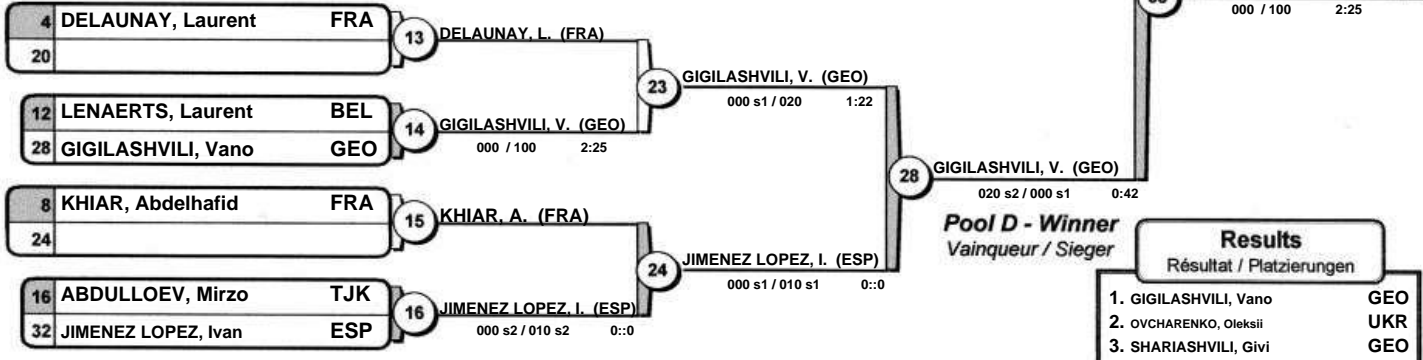 000 / 100 2:25
4 DELAUNAY, Laurent FRA
20
13 DELAUNAY, L. (FRA)
23 GIGILASHVILI, V. (GEO)
000 s1 / 020 1:22
12 LENAERTS, Laurent BEL
28 GIGILASHVILI, Vano GEO
14 GIGILASHVILI, V. (GEO)
000 / 100 2:25
28 GIGILASHVILI, V. (GEO)
020 s2 / 000 s1 0:42
8 KHIAR, Abdelhafid FRA
24
15 KHIAR, A. (FRA)
24 JIMENEZ LOPEZ, I. (ESP)
000 s1 / 010 s1 0::0
16 ABDULLOEV, Mirzo TJK
32 JIMENEZ LOPEZ, Ivan ESP
16 JIMENEZ LOPEZ, I. (ESP)
000 s2 / 010 s2 0::0
Pool D - Winner
Vainqueur / Sieger
Results
Résultat / Platzierungen
1. GIGILASHVILI, Vano GEO
2. OVCHARENKO, Oleksii UKR
3. SHARIASHVILI, Givi GEO